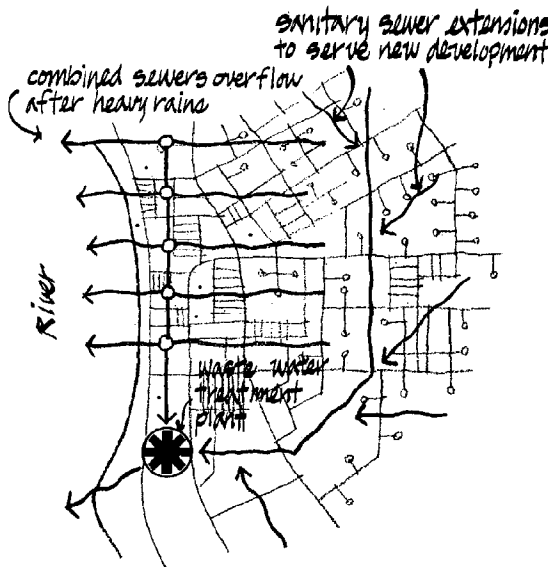 sanitary sewer extensions
to serve new development
combined sewers overflow
after heavy rains
River
waste water
treatment
plant